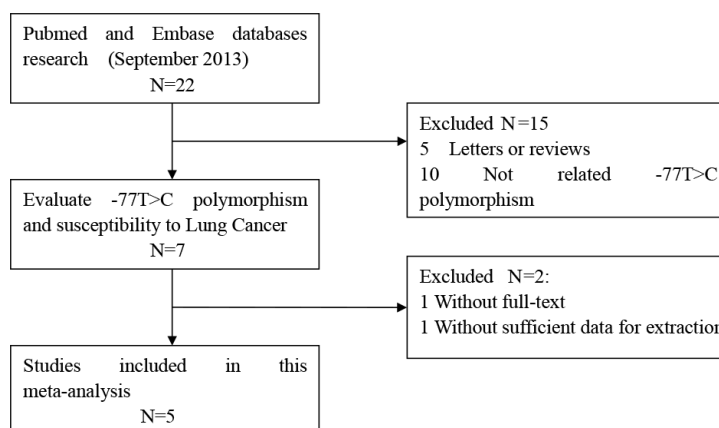 Pubmed and Embase databases
research (September 2013)
N=22
Excluded N=15
5 Letters or reviews
10 Not related -77T>C
polymorphism
Evaluate -77T>C polymorphism
and susceptibility to Lung Cancer
N=7
Excluded N=2:
1 Without full-text
1 Without sufficient data for extraction
Studies included in this
meta-analysis
N=5